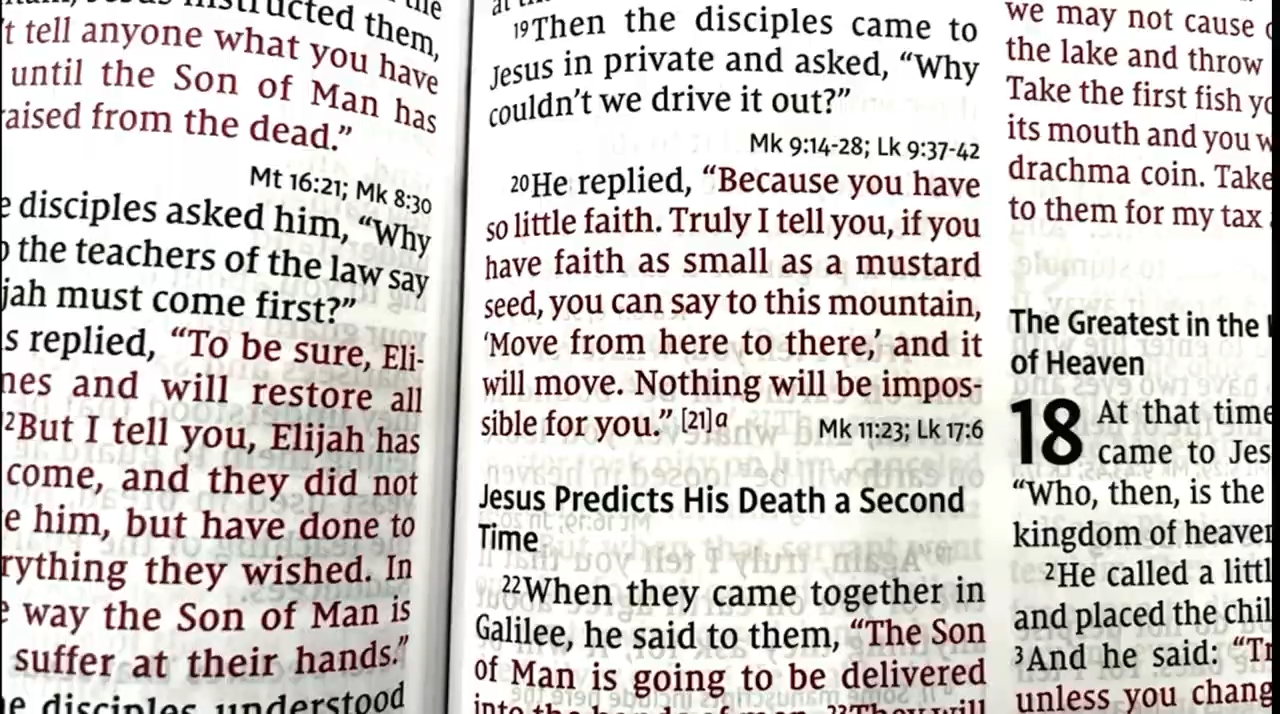 instructed them,
't tell anyone what you have
until the Son of Man has
raised from the dead."
Mt 16:21; Mk 8:30
e disciples asked him, "Why
the teachers of the law say
jah must come first?"
s replied, "To be sure, Eli-
mes and will restore all
12But I tell you, Elijah has
come, and they did not
e him, but have done to
rything they wished. In
e way the Son of Man is
suffer at their hands."
e disciples understood
19Then the disciples came to
Jesus in private and asked, "Why
couldn't we drive it out?"
Mk 9:14-28; Lk 9:37-42
20He replied, "Because you have
so little faith. Truly I tell you, if you
have faith as small as a mustard
seed, you can say to this mountain,
'Move from here to there,' and it
will move. Nothing will be impos-
sible for you." [21]a
Mk 11:23; Lk 17:6
Jesus Predicts His Death a Second
Time
22When they came together in
Galilee, he said to them, "The Son
of Man is going to be delivered
into the hands of men. 23They will
we may not cause
the lake and throw
Take the first fish yo
its mouth and you w
drachma coin. Take
to them for my tax
The Greatest in the
of Heaven
18 At that time
came to Jes
"Who, then, is the
kingdom of heaven
2He called a littl
and placed the chil
3And he said: "Tr
unless you chang